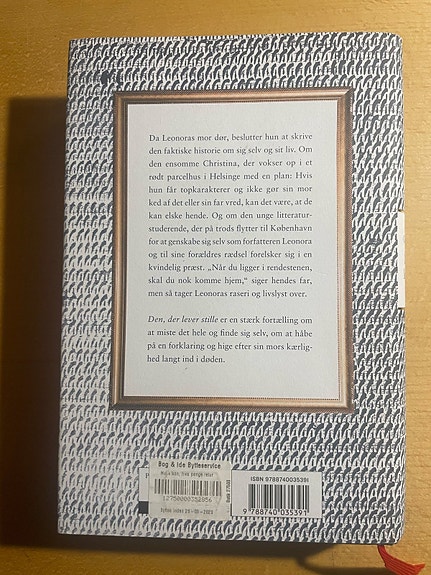 Da Leonoras mor dør, beslutter hun at skrive
den faktiske historie om sig selv og sit liv. Om
den ensomme Christina, der vokser op i et
rødt parcelhus i Helsinge med en plan: Hvis
hun får topkarakterer og ikke gør sin mor
ked af det eller sin far vred, kan det være, at de
kan elske hende. Og om den unge litteratur-
studerende, der på trods flytter til København
for at genskabe sig selv som forfatteren Leonora
og til sine forældres rædsel forelsker sig i en
kvindelig præst. „Når du ligger i rendestenen,
skal du nok komme hjem,“ siger hendes far,
men så tager Leonoras raseri og livslyst over.
Den, der lever stille er en stærk fortælling om
at miste det hele og finde sig selv, om at håbe
på en forklaring og hige efter sin mors kærlig-
hed langt ind i døden.
Bog & Ide Bytteservice
ISBN 9788740035391
9 788740 035391